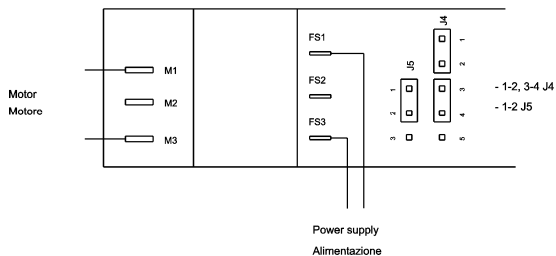 J4
FS1
1
J5
2
M1
Motor
Motore
FS2
1
3
- 1-2, 3-4 J4
M2
2
4
- 1-2 J5
FS3
M3
3
5
Power supply
Alimentazione